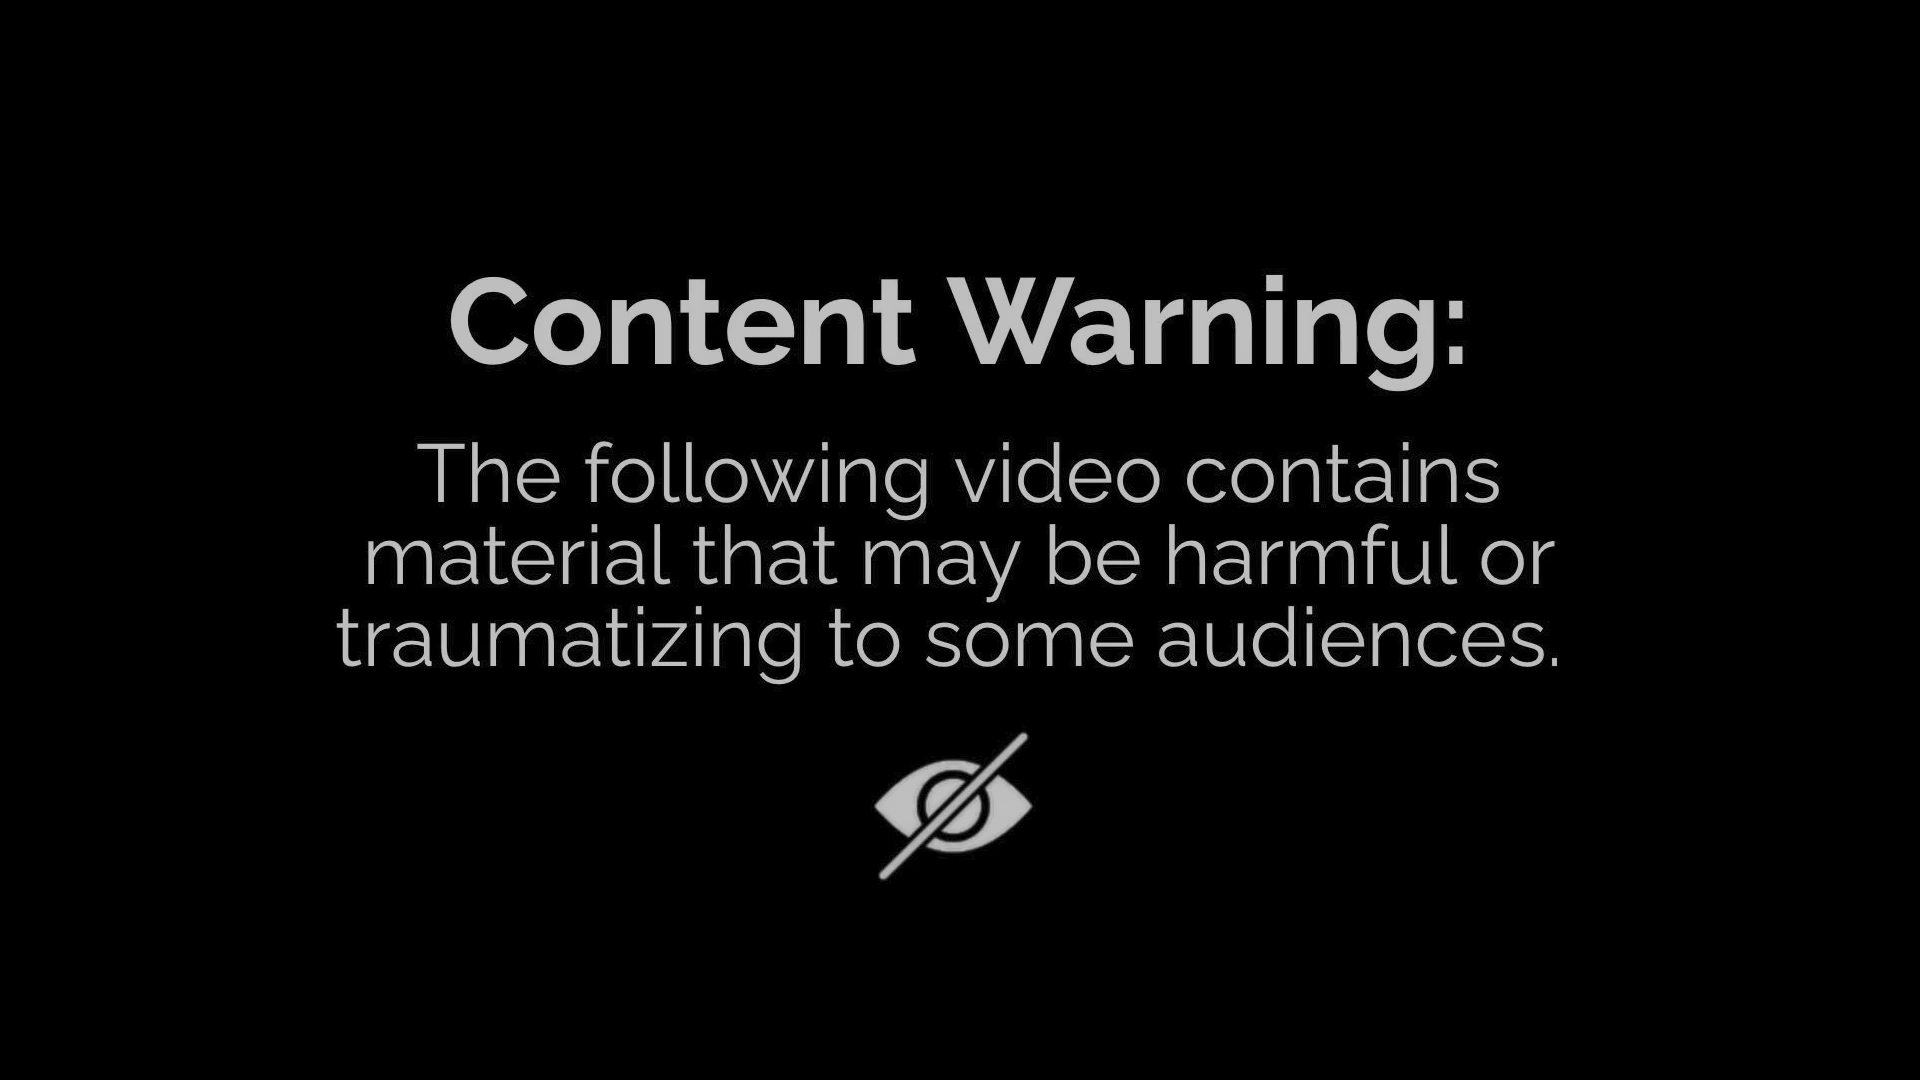 Content Warning:
The following video contains
material that may be harmful or
traumatizing to some audiences.